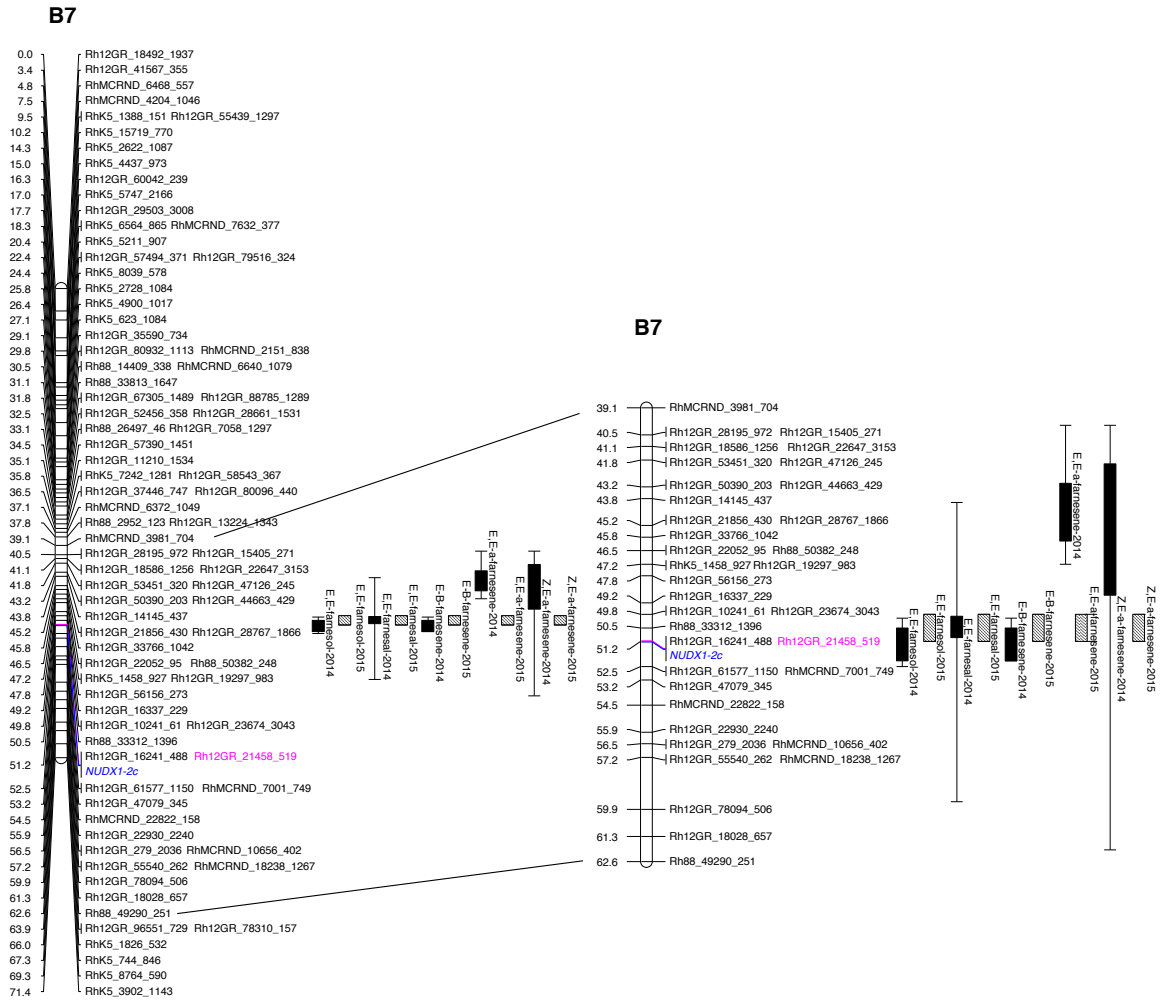 B7
0.0 Rh12GR_18492_1937
3.4 Rh12GR_41567_355
4.8 RhMCRND_6468_557
7.5 RhMCRND_4204_1046
9.5 RhK5_1388_151 Rh12GR_55439_1297
10.2 RhK5_15719_770
14.3 RhK5_2622_1087
15.0 RhK5_4437_973
16.3 Rh12GR_60042_239
17.0 RhK5_5747_2166
17.7 Rh12GR_29503_3008
18.3 RhK5_6564_865 RhMCRND_7632_377
20.4 RhK5_5211_907
22.4 Rh12GR_57494_371 Rh12GR_79516_324
24.4 RhK5_8039_578
25.8 RhK5_2728_1084
26.4 RhK5_4900_1017
27.1 RhK5_623_1084
29.1 Rh12GR_35590_734
29.8 Rh12GR_80932_1113 RhMCRND_2151_838
30.5 Rh88_14409_338 RhMCRND_6640_1079
31.1 Rh88_33813_1647
31.8 Rh12GR_67305_1489 Rh12GR_88785_1289
32.5 Rh12GR_52456_358 Rh12GR_28661_1531
33.1 Rh88_26497_46 Rh12GR_7058_1297
34.5 Rh12GR_57390_1451
35.1 Rh12GR_11210_1534
35.8 RhK5_7242_1281 Rh12GR_58543_367
36.5 Rh12GR_37446_747 Rh12GR_80096_440
37.1 RhMCRND_6372_1049
37.8 Rh88_2952_123 Rh12GR_13224_1343
39.1 RhMCRND_3981_704
40.5 Rh12GR_28195_972 Rh12GR_15405_271
41.1 Rh12GR_18586_1256 Rh12GR_22647_3153
41.8 Rh12GR_53451_320 Rh12GR_47126_245
43.2 Rh12GR_50390_203 Rh12GR_44663_429
43.8 Rh12GR_14145_437
45.2 Rh12GR_21856_430 Rh12GR_28767_1866
45.8 Rh12GR_33766_1042
46.5 Rh12GR_22052_95 Rh88_50382_248
47.2 RhK5_1458_927 Rh12GR_19297_983
47.8 Rh12GR_56156_273
49.2 Rh12GR_16337_229
49.8 Rh12GR_10241_61 Rh12GR_23674_3043
50.5 Rh88_33312_1396
51.2 Rh12GR_16241_488 Rh12GR_21458_519
NUDX1-2c
52.5 Rh12GR_61577_1150 RhMCRND_7001_749
53.2 Rh12GR_47079_345
54.5 RhMCRND_22822_158
55.9 Rh12GR_22930_2240
56.5 Rh12GR_279_2036 RhMCRND_10656_402
57.2 Rh12GR_55540_262 RhMCRND_18238_1267
59.9 Rh12GR_78094_506
61.3 Rh12GR_18028_657
62.6 Rh88_49290_251
63.9 Rh12GR_96551_729 Rh12GR_78310_157
66.0 RhK5_1826_532
67.3 RhK5_744_846
69.3 RhK5_8764_590
71.4 RhK5_3902_1143
E,E-farnesol-2014
E,E-farnesol-2015
E,E-farnesal-2014
E,E-farnesal-2015
E-B-farnesene-2014
E-B-farnesene-2015
E,E-a-farnesene-2014
E,E-a-farnesene-2015
Z,E-a-farnesene-2014
Z,E-a-farnesene-2015
B7
39.1 RhMCRND_3981_704
40.5 Rh12GR_28195_972 Rh12GR_15405_271
41.1 Rh12GR_18586_1256 Rh12GR_22647_3153
41.8 Rh12GR_53451_320 Rh12GR_47126_245
43.2 Rh12GR_50390_203 Rh12GR_44663_429
43.8 Rh12GR_14145_437
45.2 Rh12GR_21856_430 Rh12GR_28767_1866
45.8 Rh12GR_33766_1042
46.5 Rh12GR_22052_95 Rh88_50382_248
47.2 RhK5_1458_927 Rh12GR_19297_983
47.8 Rh12GR_56156_273
49.2 Rh12GR_16337_229
49.8 Rh12GR_10241_61 Rh12GR_23674_3043
50.5 Rh88_33312_1396
51.2 Rh12GR_16241_488 Rh12GR_21458_519
NUDX1-2c
52.5 Rh12GR_61577_1150 RhMCRND_7001_749
53.2 Rh12GR_47079_345
54.5 RhMCRND_22822_158
55.9 Rh12GR_22930_2240
56.5 Rh12GR_279_2036 RhMCRND_10656_402
57.2 Rh12GR_55540_262 RhMCRND_18238_1267
59.9 Rh12GR_78094_506
61.3 Rh12GR_18028_657
62.6 Rh88_49290_251
E,E-farnesol-2014
E,E-farnesol-2015
E,E-farnesal-2014
E,E-farnesal-2015
E-B-farnesene-2014
E-B-farnesene-2015
E,E-a-farnesene-2014
E,E-a-farnesene-2015
Z,E-a-farnesene-2014
Z,E-a-farnesene-2015